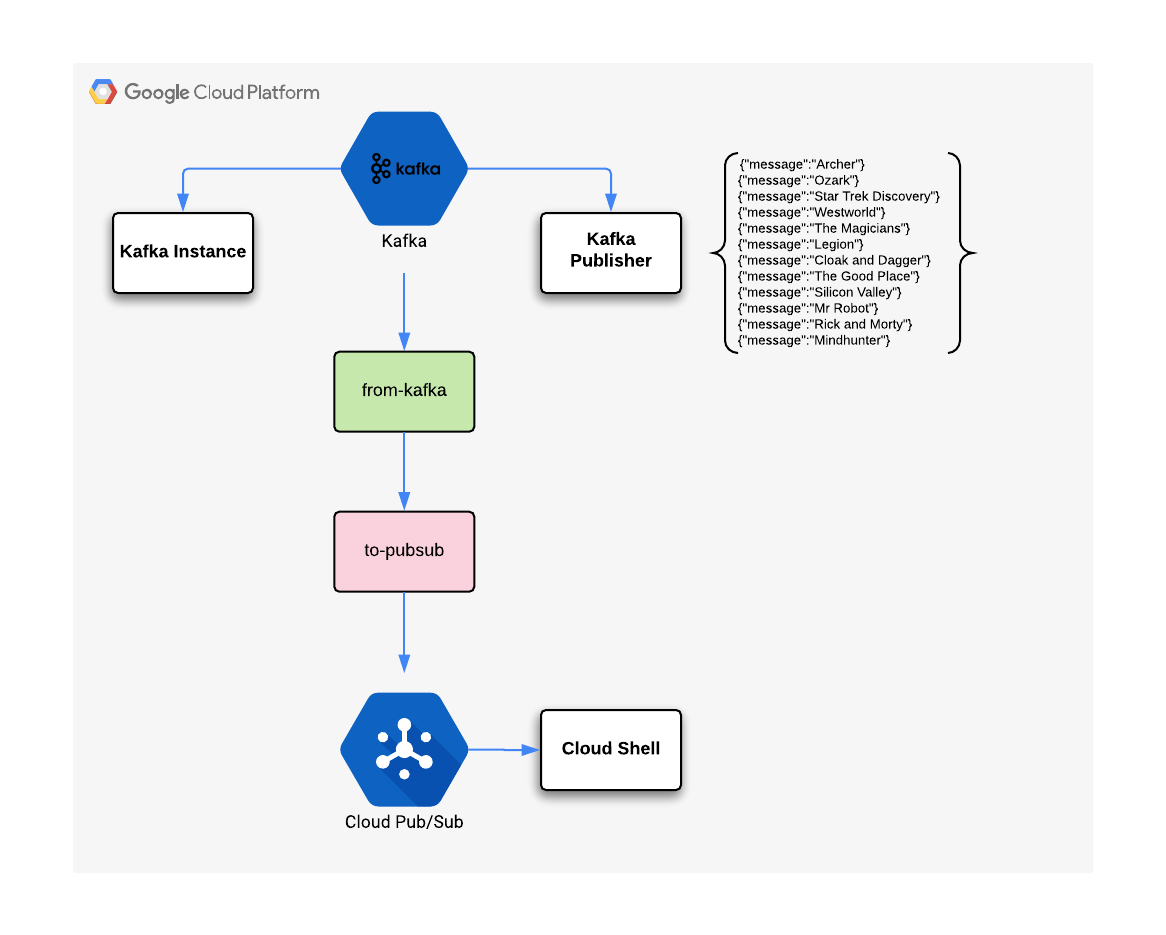 Google Cloud Platform
kafka
Kafka
Kafka Instance
Kafka
Publisher
{"message":"Archer"}
{"message":"Ozark"}
{"message":"Star Trek Discovery"}
{"message":"Westworld"}
{"message":"The Magicians"}
{"message":"Legion"}
{"message":"Cloak and Dagger"}
{"message":"The Good Place"}
{"message":"Silicon Valley"}
{"message":"Mr Robot"}
{"message":"Rick and Morty"}
{"message":"Mindhunter"}
from-kafka
to-pubsub
Cloud Shell
Cloud Pub/Sub